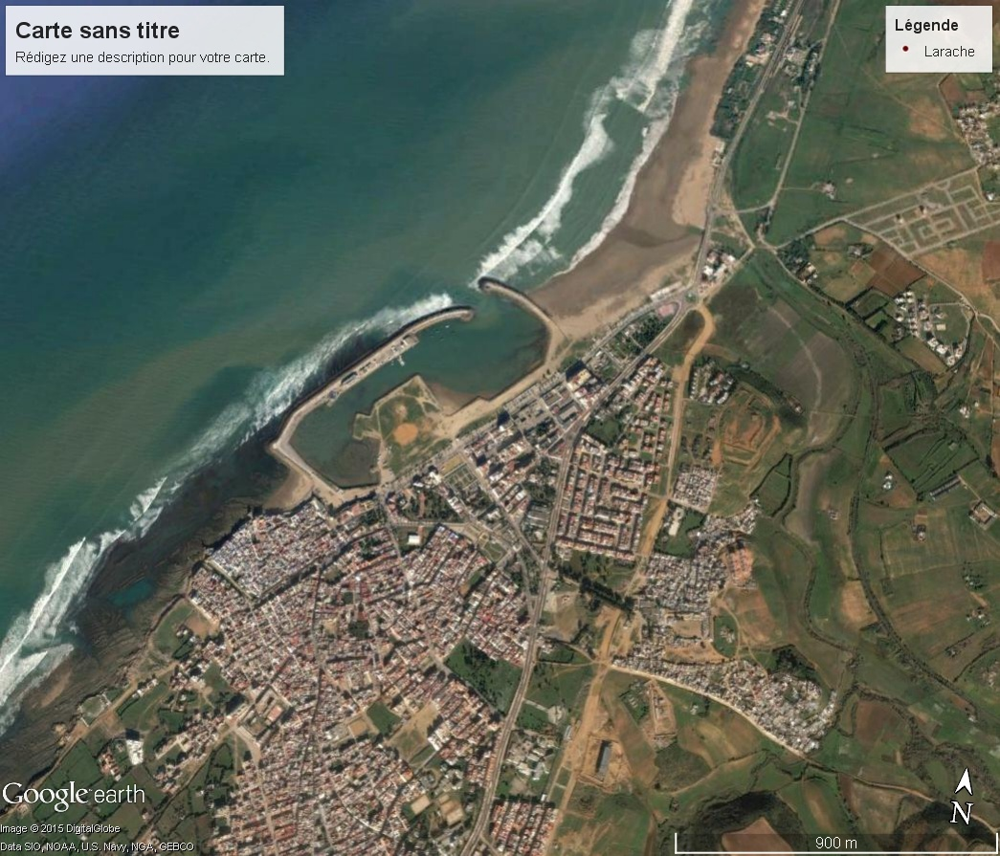 Carte sans titre
Rédigez une description pour votre carte.
Légende
Larache
Google earth
Image © 2015 DigitalGlobe
Data SIO, NOAA, U.S. Navy, NGA, GEBCO
N
900 m